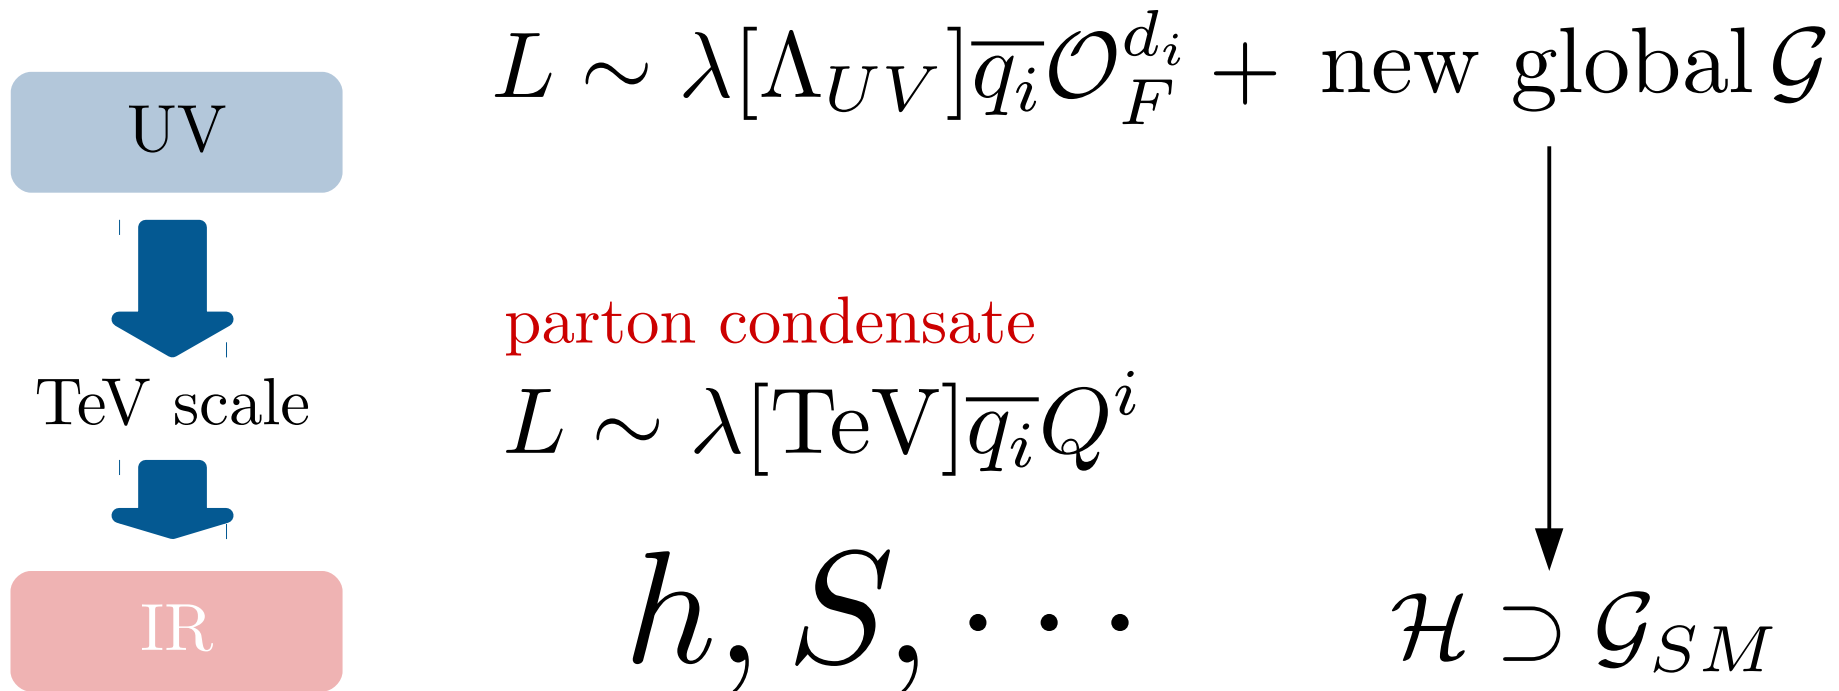 UV
L ∼ λ[Λ_{UV}]\overline{q_i}𝒪_F^{d_i} + new global 𝒢
parton condensate
TeV scale
L ∼ λ[TeV]\overline{q_i}Q^i
IR
h, S, ···
ℋ ⊃ 𝒢_{SM}